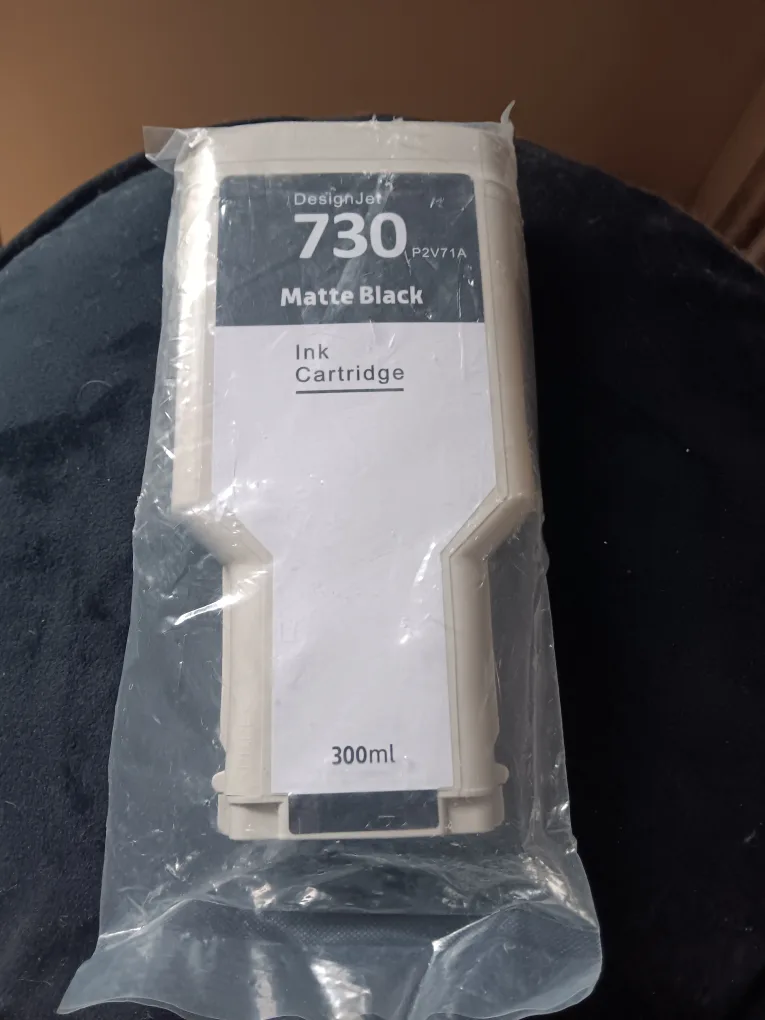 DesignJet
730 P2V71A
Matte Black
Ink
Cartridge
300ml